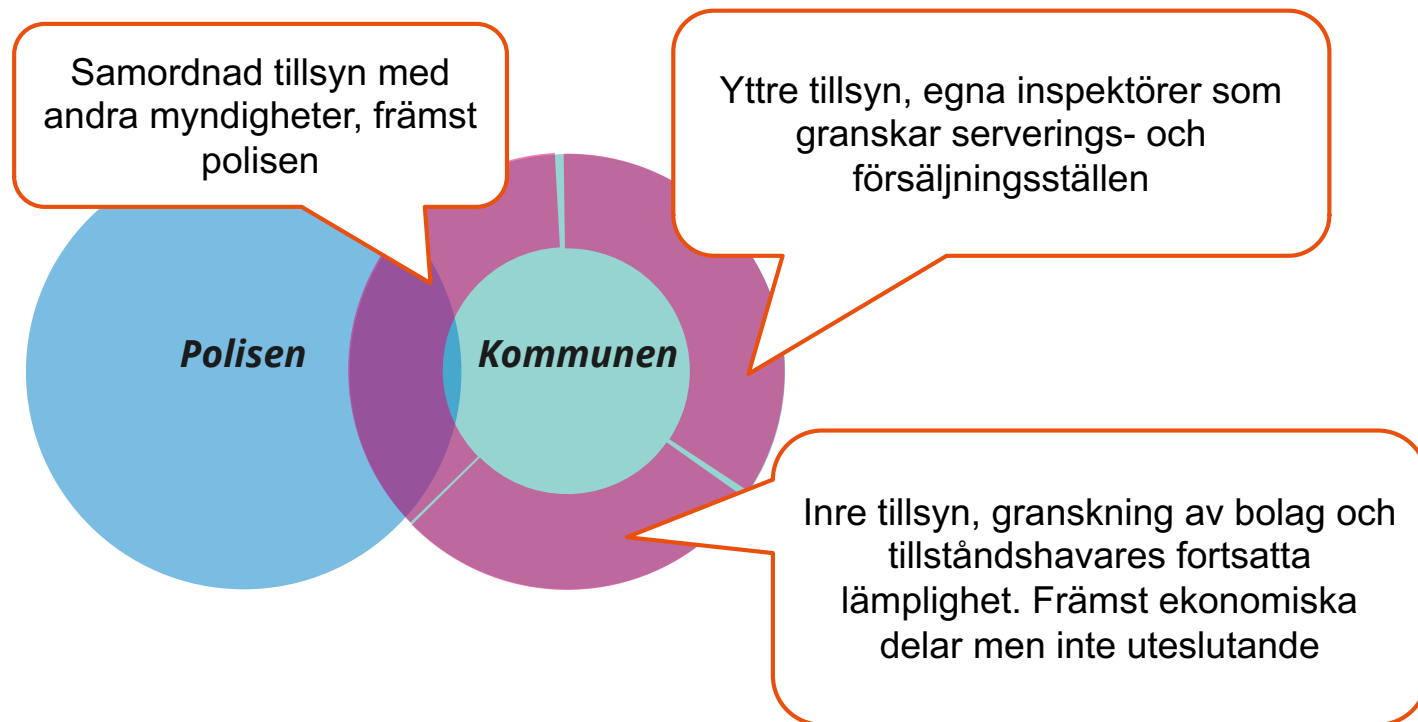 Samordnad tillsyn med
andra myndigheter, främst
polisen
Yttre tillsyn, egna inspektörer som
granskar serverings- och
försäljningsställen
Polisen
Kommunen
Inre tillsyn, granskning av bolag och
tillståndshavares fortsatta
lämplighet. Främst ekonomiska
delar men inte uteslutande